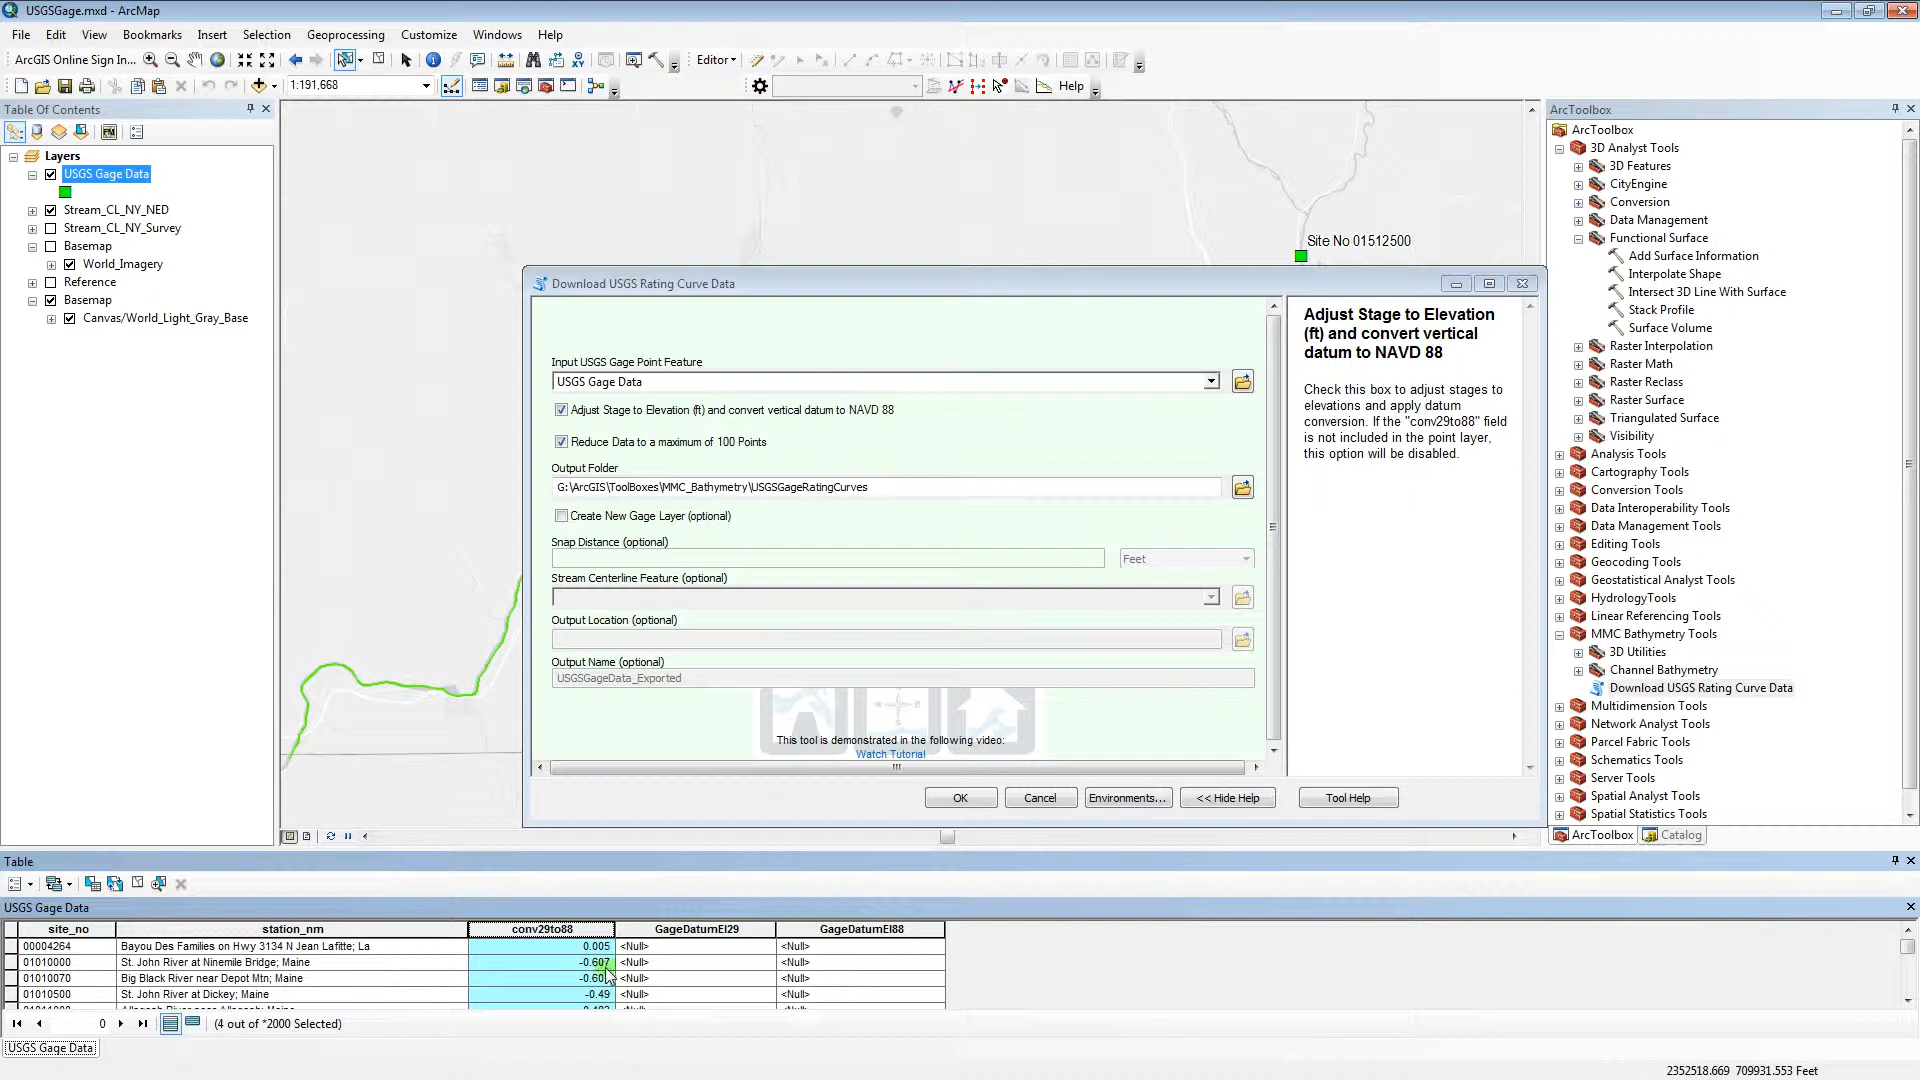 USGSGage.mxd - ArcMap
File Edit View Bookmarks Insert Selection Geoprocessing Customize Windows Help
ArcGIS Online Sign In...
Editor
1:191,668
Help
Table Of Contents
Layers
USGS Gage Data
Stream_CL_NY_NED
Stream_CL_NY_Survey
Basemap
World_Imagery
Reference
Basemap
Canvas/World_Light_Gray_Base
Site No 01512500
Download USGS Rating Curve Data
Input USGS Gage Point Feature
USGS Gage Data
Adjust Stage to Elevation (ft) and convert vertical datum to NAVD 88
Reduce Data to a maximum of 100 Points
Output Folder
G:\ArcGIS\ToolBoxes\MMC_Bathymetry\USGSGageRatingCurves
Create New Gage Layer (optional)
Snap Distance (optional)
Feet
Stream Centerline Feature (optional)
Output Location (optional)
Output Name (optional)
USGSGageData_Exported
This tool is demonstrated in the following video:
Watch Tutorial
OK Cancel Environments... << Hide Help Tool Help
Adjust Stage to Elevation
(ft) and convert vertical
datum to NAVD 88
Check this box to adjust stages to
elevations and apply datum
conversion. If the "conv29to88" field
is not included in the point layer,
this option will be disabled.
ArcToolbox
ArcToolbox
3D Analyst Tools
3D Features
CityEngine
Conversion
Data Management
Functional Surface
Add Surface Information
Interpolate Shape
Intersect 3D Line With Surface
Stack Profile
Surface Volume
Raster Interpolation
Raster Math
Raster Reclass
Raster Surface
Triangulated Surface
Visibility
Analysis Tools
Cartography Tools
Conversion Tools
Data Interoperability Tools
Data Management Tools
Editing Tools
Geocoding Tools
Geostatistical Analyst Tools
HydrologyTools
Linear Referencing Tools
MMC Bathymetry Tools
3D Utilities
Channel Bathymetry
Download USGS Rating Curve Data
Multidimension Tools
Network Analyst Tools
Parcel Fabric Tools
Schematics Tools
Server Tools
Spatial Analyst Tools
Spatial Statistics Tools
ArcToolbox Catalog
Table
USGS Gage Data
site_no station_nm conv29to88 GageDatumEl29 GageDatumEl88
00004264 Bayou Des Families on Hwy 3134 N Jean Lafitte; La 0.005 <Null> <Null>
01010000 St. John River at Ninemile Bridge; Maine -0.607 <Null> <Null>
01010070 Big Black River near Depot Mtn; Maine <Null> <Null>
01010500 St. John River at Dickey; Maine -0.49 <Null> <Null>
0 (4 out of *2000 Selected)
USGS Gage Data
2352518.669 709931.553 Feet